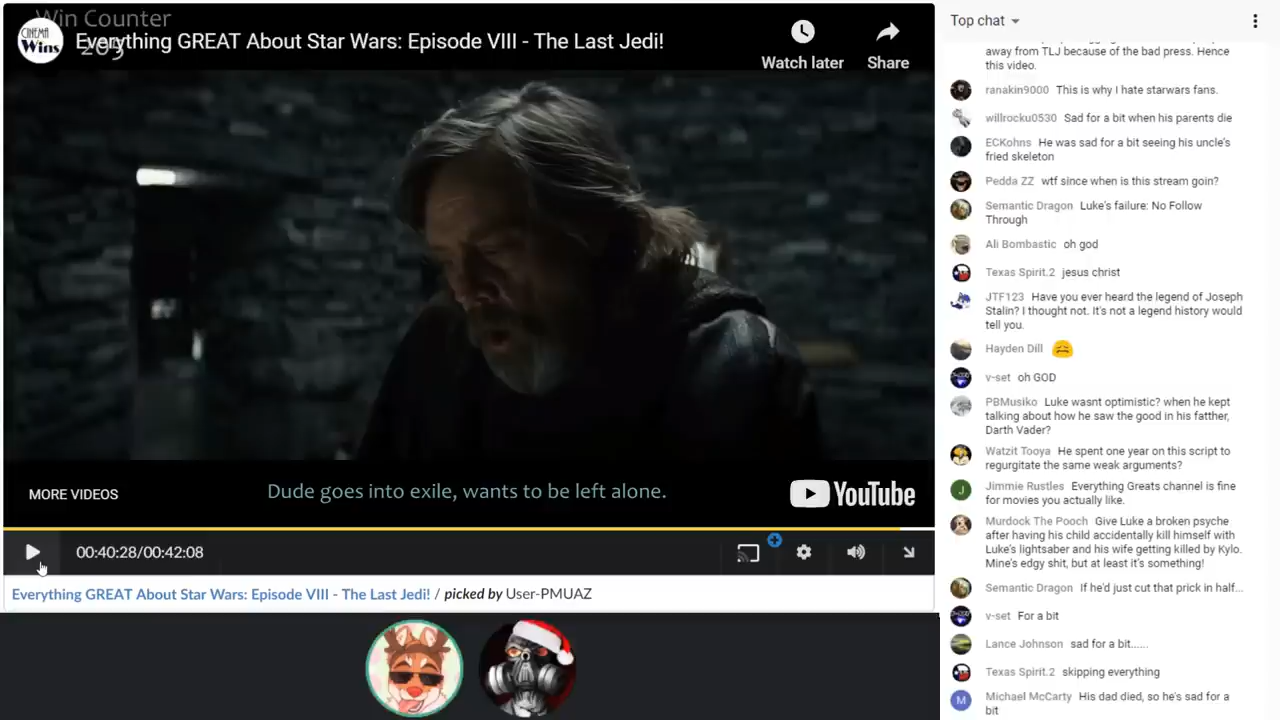 Win Counter
205
CINEMA
Wins
Everything GREAT About Star Wars: Episode VIII - The Last Jedi!
Watch later
Share
MORE VIDEOS
Dude goes into exile, wants to be left alone.
YouTube
00:40:28/00:42:08
Everything GREAT About Star Wars: Episode VIII - The Last Jedi! / picked by User-PMUAZ
Top chat
away from TLJ because of the bad press. Hence
this video.
ranakin9000 This is why I hate starwars fans.
willrocku0530 Sad for a bit when his parents die
ECKohns He was sad for a bit seeing his uncle's
fried skeleton
Pedda ZZ wtf since when is this stream goin?
Semantic Dragon Luke's failure: No Follow
Through
Ali Bombastic oh god
Texas Spirit.2 jesus christ
JTF123 Have you ever heard the legend of Joseph
Stalin? I thought not. It's not a legend history would
tell you.
Hayden Dill
v-set oh GOD
PBMusiko Luke wasnt optimistic? when he kept
talking about how he saw the good in his fatther,
Darth Vader?
Watzit Tooya He spent one year on this script to
regurgitate the same weak arguments?
J
Jimmie Rustles Everything Greats channel is fine
for movies you actually like.
Murdock The Pooch Give Luke a broken psyche
after having his child accidentally kill himself with
Luke's lightsaber and his wife getting killed by Kylo.
Mine's edgy shit, but at least it's something!
Semantic Dragon If he'd just cut that prick in half...
v-set For a bit
Lance Johnson sad for a bit......
Texas Spirit.2 skipping everything
M
Michael McCarty His dad died, so he's sad for a
bit